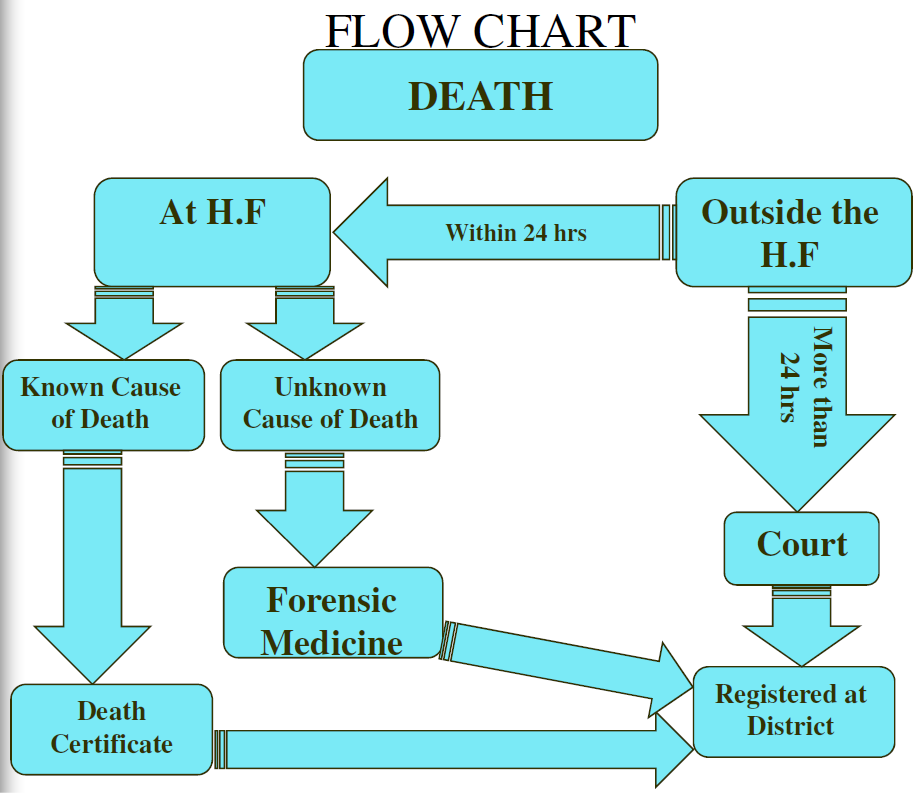 FLOW CHART
DEATH
At H.F
Within 24 hrs
Outside the
H.F
More than
24 hrs
Known Cause
of Death
Unknown
Cause of Death
Court
Forensic
Medicine
Registered at
District
Death
Certificate